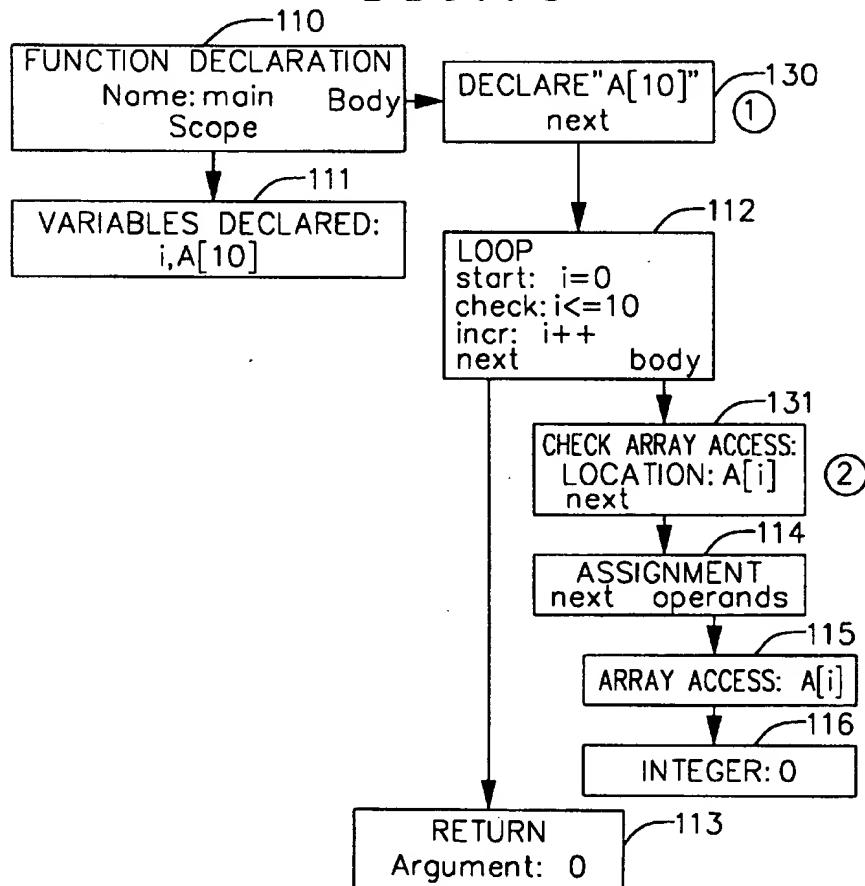 110
FUNCTION DECLARATION
Name: main Body
Scope
DECLARE "A[10]"
next
130
1
111
VARIABLES DECLARED:
i,A[10]
112
LOOP
start: i=0
check: i<=10
incr: i++
next body
131
CHECK ARRAY ACCESS:
LOCATION: A[i]
next
2
114
ASSIGNMENT
next operands
115
ARRAY ACCESS: A[i]
116
INTEGER: 0
RETURN
Argument: 0
113